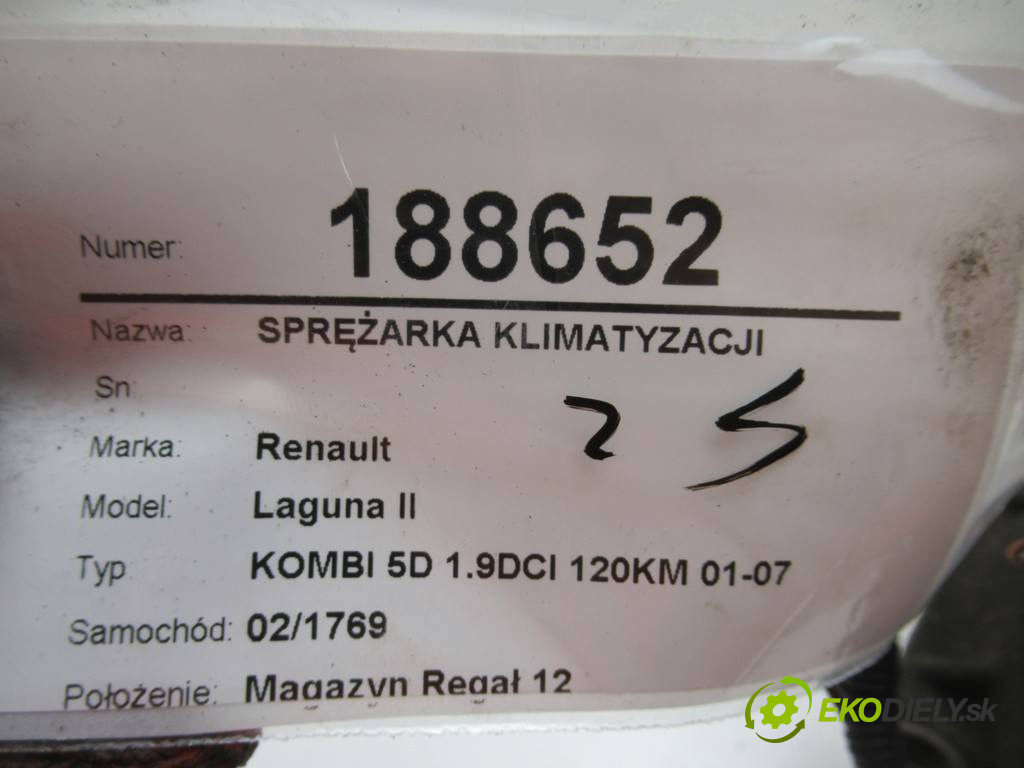 Numer: 188652
Nazwa: SPRĘŻARKA KLIMATYZACJI
Sn:
25
Marka: Renault
Model: Laguna II
Typ KOMBI 5D 1.9DCI 120KM 01-07
Samochód: 02/1769
Położenie: Magazyn Regał 12
EKODIELY.sk